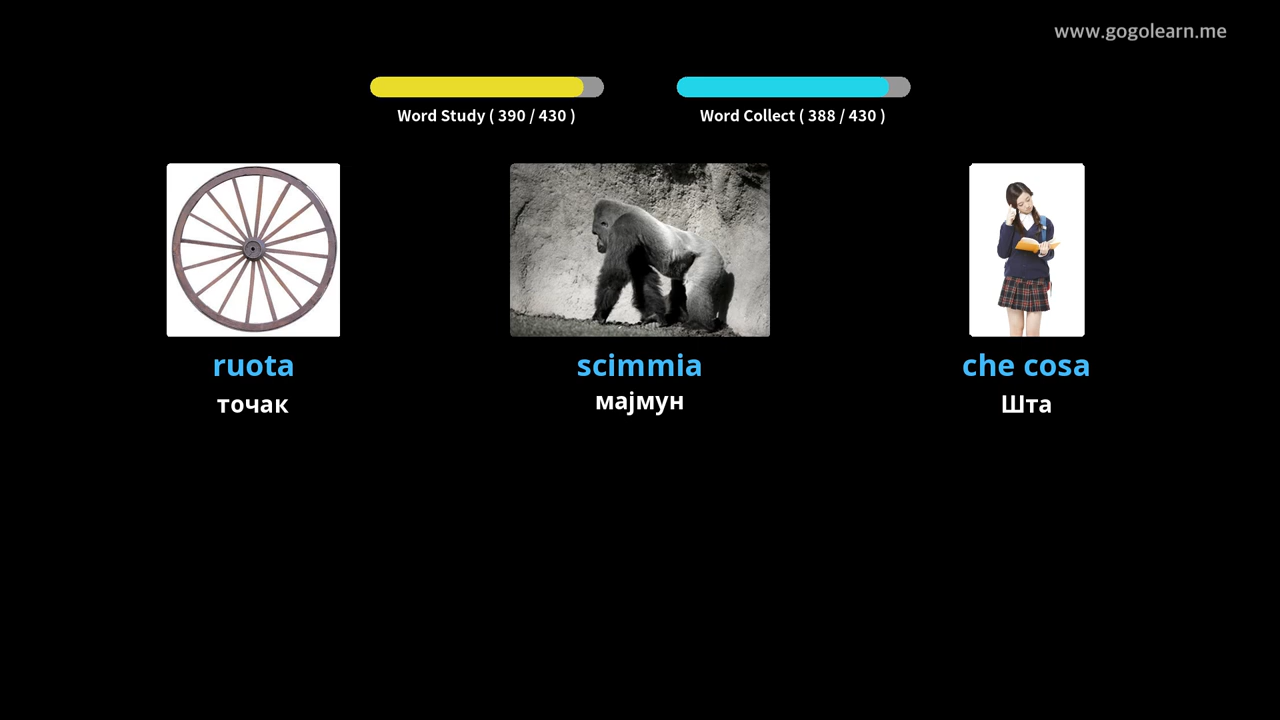 www.gogolearn.me
Word Study ( 390 / 430 )
Word Collect ( 388 / 430 )
ruota
scimmia
che cosa
точак
мајмун
Шта